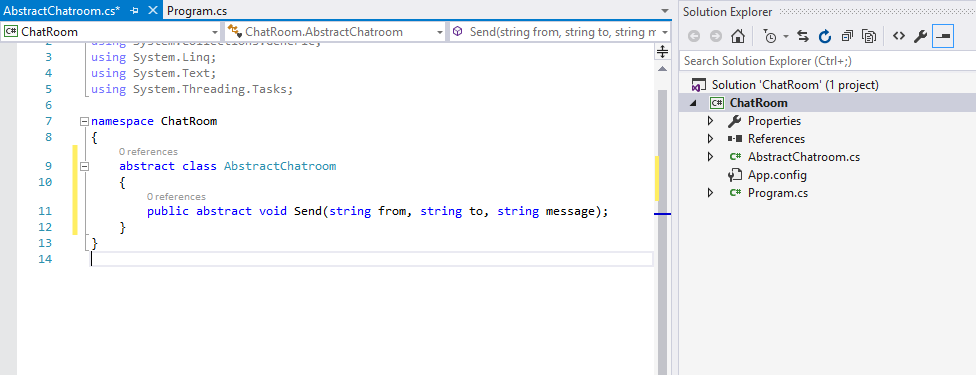 AbstractChatroom.cs* Program.cs
ChatRoom ChatRoom.AbstractChatroom Send(string from, string to, string m
2 using System.Collections.Generic;
3 using System.Linq;
4 using System.Text;
5 using System.Threading.Tasks;
6
7 namespace ChatRoom
8 {
0 references
9 abstract class AbstractChatroom
10 {
0 references
11 public abstract void Send(string from, string to, string message);
12 }
13 }
14
Solution Explorer
Search Solution Explorer (Ctrl+;)
Solution 'ChatRoom' (1 project)
C# ChatRoom
Properties
References
C# AbstractChatroom.cs
App.config
C# Program.cs